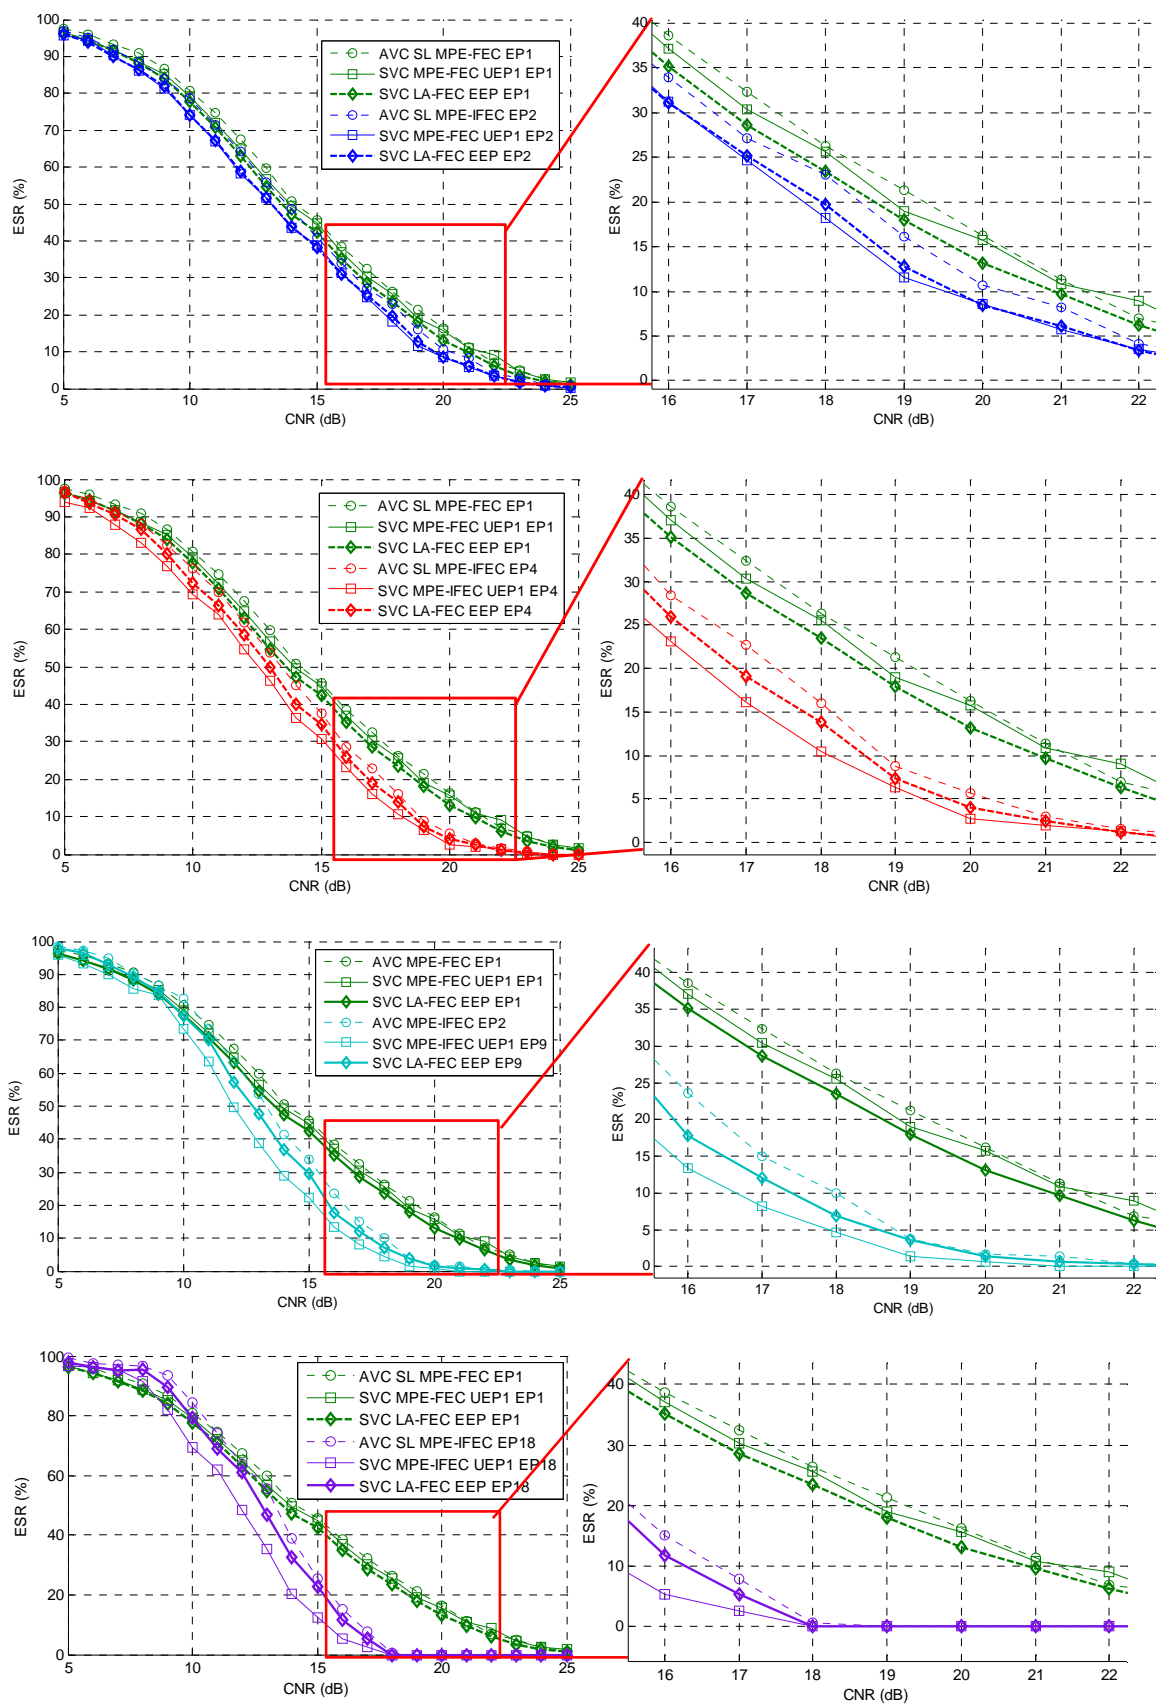 100
90
80
70
60
50
40
30
20
10
0
5
10
15
20
25
ESR (%)
CNR (dB)
AVC SL MPE-FEC EP1
SVC MPE-FEC UEP1 EP1
SVC LA-FEC EEP EP1
AVC SL MPE-IFEC EP2
SVC MPE-FEC UEP1 EP2
SVC LA-FEC EEP EP2
40
35
30
25
20
15
10
5
0
16
17
18
19
20
21
22
ESR (%)
CNR (dB)
100
90
80
70
60
50
40
30
20
10
0
5
10
15
20
25
ESR (%)
CNR (dB)
AVC SL MPE-FEC EP1
SVC MPE-FEC UEP1 EP1
SVC LA-FEC EEP EP1
AVC SL MPE-IFEC EP4
SVC MPE-IFEC UEP1 EP4
SVC LA-FEC EEP EP4
40
35
30
25
20
15
10
5
0
16
17
18
19
20
21
22
ESR (%)
CNR (dB)
100
90
80
70
60
50
40
30
20
10
0
5
10
15
20
25
ESR (%)
CNR (dB)
AVC MPE-FEC EP1
SVC MPE-FEC UEP1 EP1
SVC LA-FEC EEP EP1
AVC MPE-IFEC EP2
SVC MPE-IFEC UEP1 EP9
SVC LA-FEC EEP EP9
40
35
30
25
20
15
10
5
0
16
17
18
19
20
21
22
ESR (%)
CNR (dB)
100
80
60
40
20
0
5
10
15
20
25
ESR (%)
CNR (dB)
AVC SL MPE-FEC EP1
SVC MPE-FEC UEP1 EP1
SVC LA-FEC EEP EP1
AVC SL MPE-IFEC EP18
SVC MPE-IFEC UEP1 EP18
SVC LA-FEC EEP EP18
40
30
20
10
0
16
17
18
19
20
21
22
ESR (%)
CNR (dB)